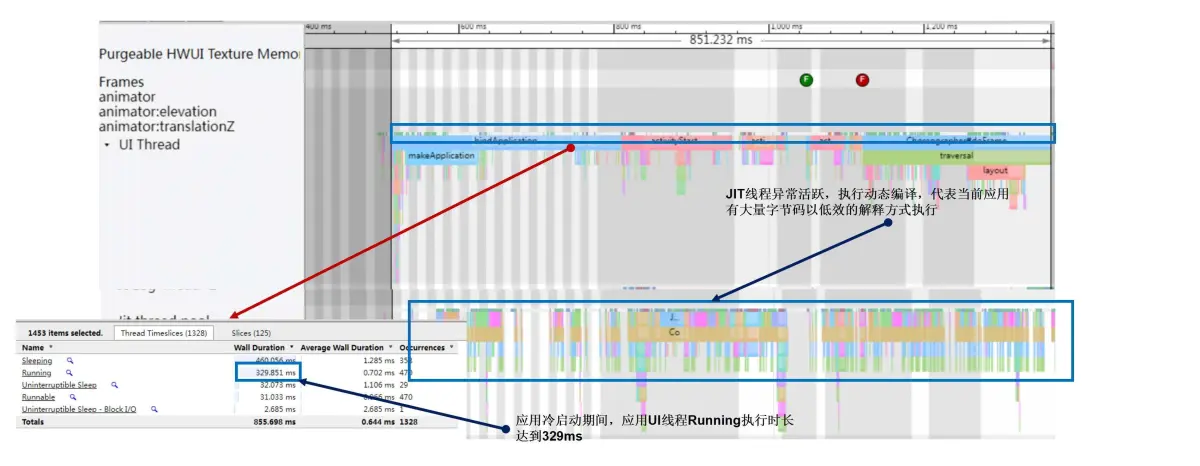 400 ms
600 ms
800 ms
1,000 ms
1,200 ms
851.232 ms
Purgeable HWUI Texture Memo
Frames
F
F
animator
animator:elevation
animator:translationZ
UI Thread
bindApplication
activityStart
acti
act
Choreographer#doFrame
makeApplication
traversal
layout
JIT线程异常活跃，执行动态编译，代表当前应用
有大量字节码以低效的解释方式执行
Jit thread pool
J...
Co
1453 items selected.
Thread Timeslices (1328)
Slices (125)
Name
Wall Duration
Average Wall Duration
Occurrences
Sleeping
460.056 ms
1.285 ms
358
Running
329.851 ms
0.702 ms
470
Uninterruptible Sleep
32.073 ms
1.106 ms
29
Runnable
31.033 ms
0.066 ms
470
Uninterruptible Sleep - Block I/O
2.685 ms
2.685 ms
1
Totals
855.698 ms
0.644 ms
1328
应用冷启动期间，应用UI线程Running执行时长
达到329ms